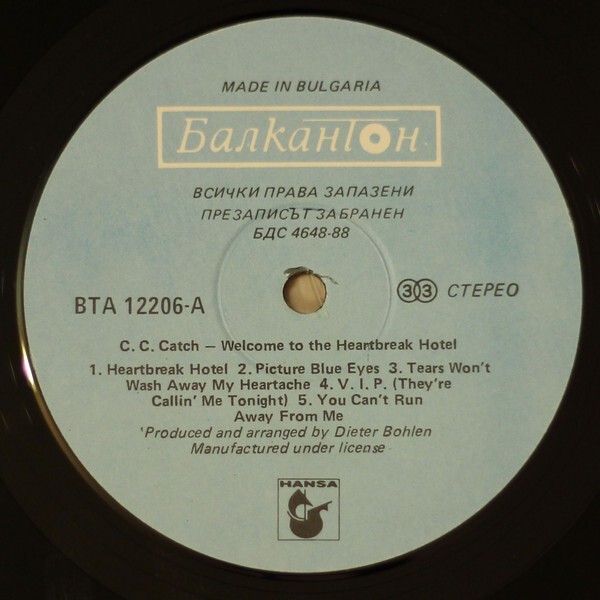 MADE IN BULGARIA
Балкантон
ВСИЧКИ ПРАВА ЗАПАЗЕНИ
ПРЕЗАПИСЪТ ЗАБРАНЕН
БДС 4648-88
ВТА 12206-А
33 СТЕРЕО
C. C. Catch – Welcome to the Heartbreak Hotel
1. Heartbreak Hotel 2. Picture Blue Eyes 3. Tears Won't
Wash Away My Heartache 4. V. I. P. (They're
Callin' Me Tonight) 5. You Can't Run
Away From Me
'Produced and arranged by Dieter Bohlen
Manufactured under license
HANSA